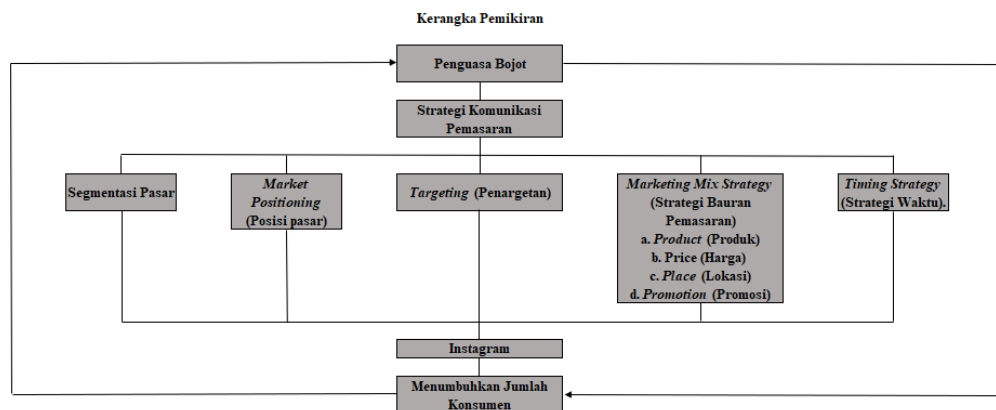 Kerangka Pemikiran
Penguasa Bojot
Strategi Komunikasi
Pemasaran
Segmentasi Pasar
Market
Positioning
(Posisi pasar)
Targeting (Penargetan)
Marketing Mix Strategy
(Strategi Bauran
Pemasaran)
a. Product (Produk)
b. Price (Harga)
c. Place (Lokasi)
d. Promotion (Promosi)
Timing Strategy
(Strategi Waktu).
Instagram
Menumbuhkan Jumlah
Konsumen